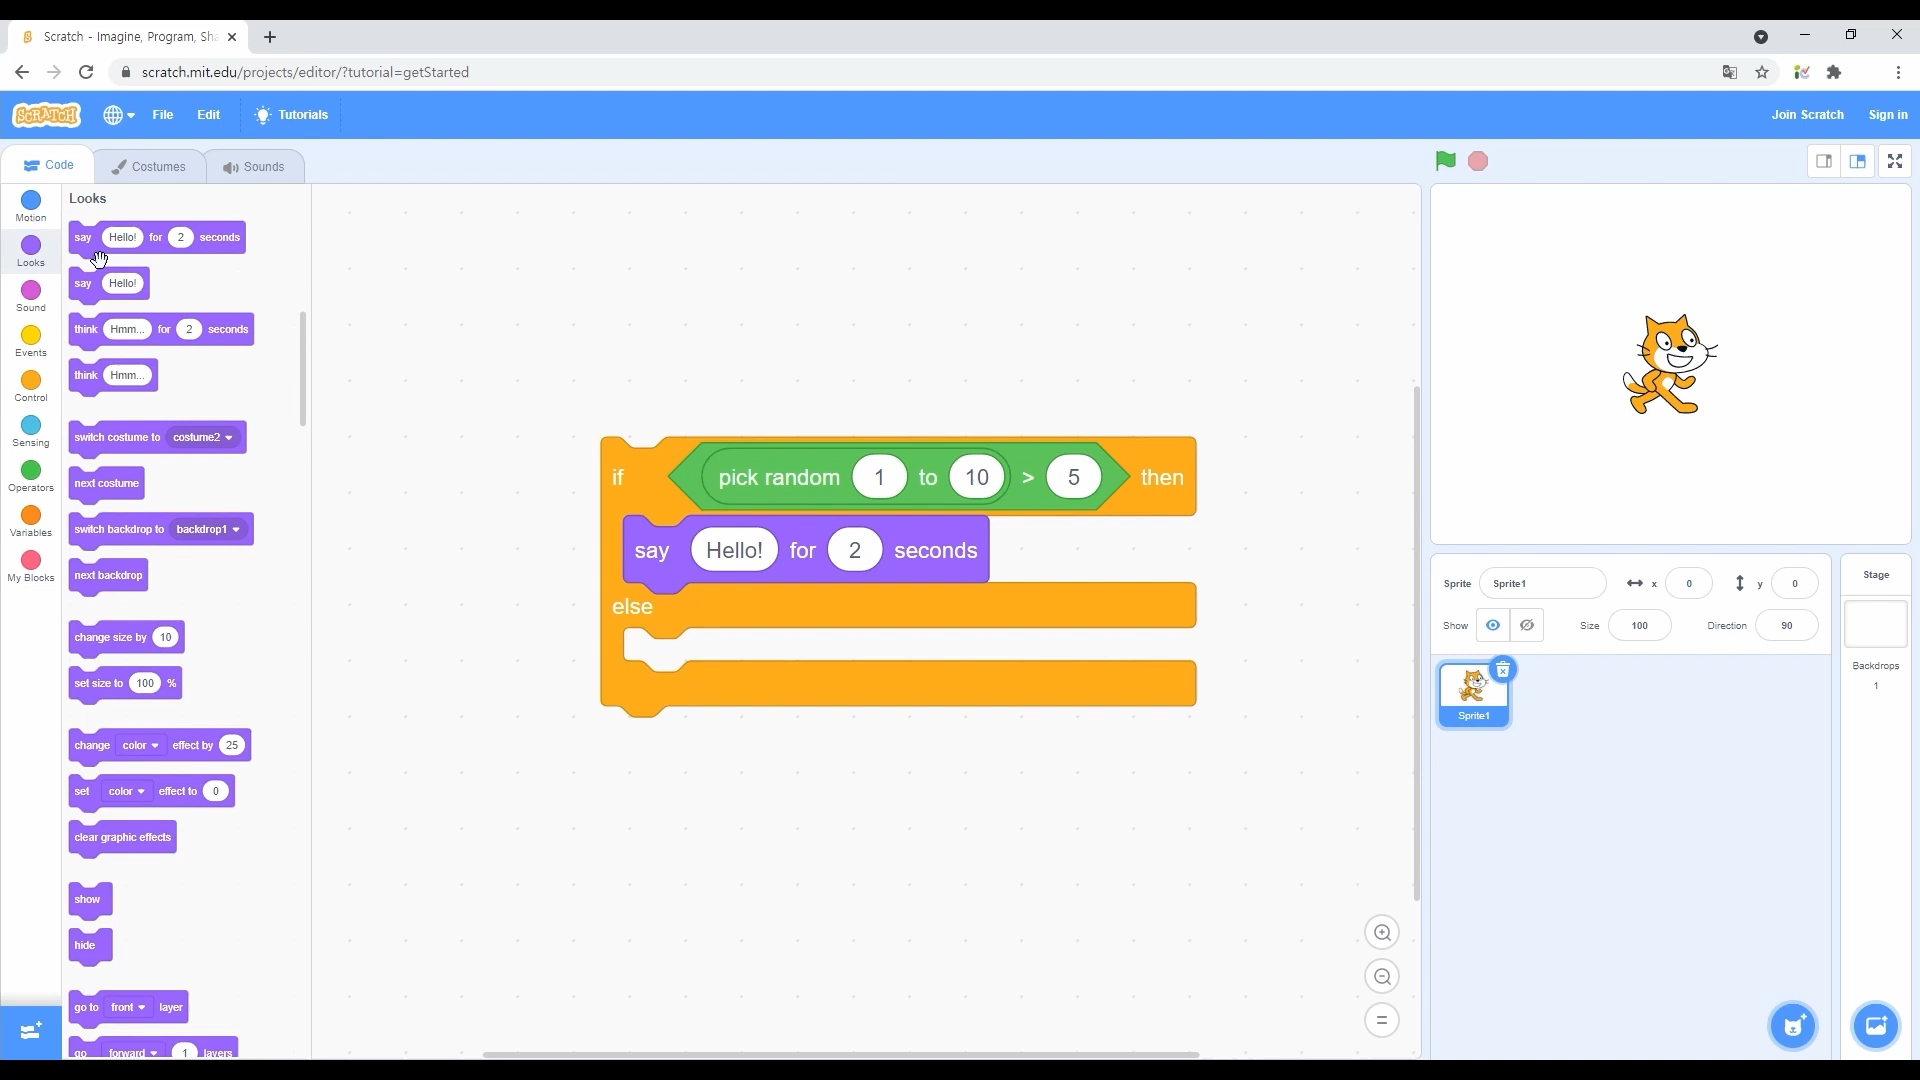 Scratch - Imagine, Program, Sha
scratch.mit.edu/projects/editor/?tutorial=getStarted
SCRATCH File Edit Tutorials Join Scratch Sign in
Code Costumes Sounds
Motion
Looks
Sound
Events
Control
Sensing
Operators
Variables
My Blocks
Looks
say Hello! for 2 seconds
say Hello!
think Hmm... for 2 seconds
think Hmm...
switch costume to costume2
next costume
switch backdrop to backdrop1
next backdrop
change size by 10
set size to 100 %
change color effect by 25
set color effect to 0
clear graphic effects
show
hide
go to front layer
go forward 1 layers
if pick random 1 to 10 > 5 then
say Hello! for 2 seconds
else
Sprite Sprite1 x 0 y 0
Show Size 100 Direction 90
Sprite1
Stage
Backdrops
1